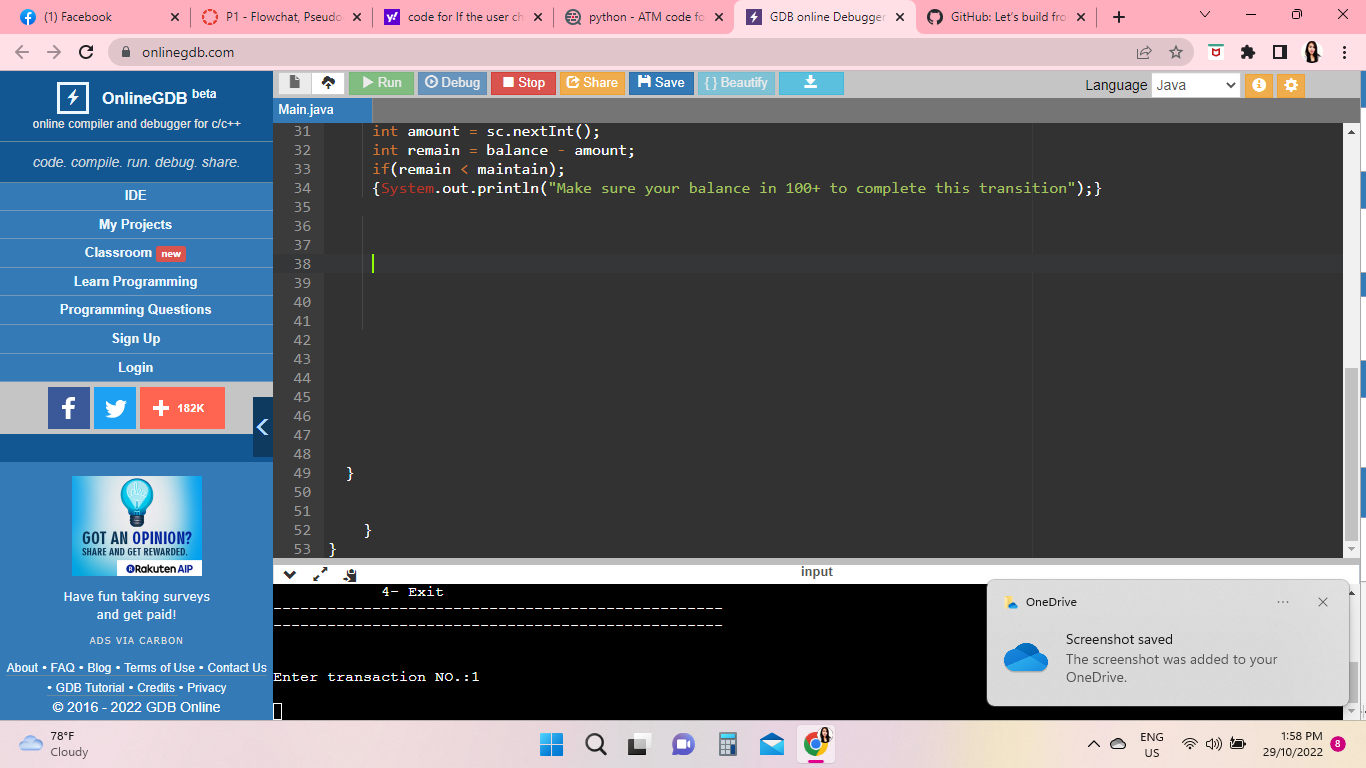 (1) Facebook
P1 - Flowchat, Pseudo
code for If the user ch
python - ATM code fo
GDB online Debugger
GitHub: Let's build fro
onlinegdb.com
OnlineGDB beta
online compiler and debugger for c/c++
code. compile. run. debug. share.
IDE
My Projects
Classroom new
Learn Programming
Programming Questions
Sign Up
Login
182K
GOT AN OPINION?
SHARE AND GET REWARDED.
Rakuten AIP
Have fun taking surveys
and get paid!
ADS VIA CARBON
About • FAQ • Blog • Terms of Use • Contact Us
• GDB Tutorial • Credits • Privacy
© 2016 - 2022 GDB Online
Run Debug Stop Share Save { } Beautify
Language Java
Main.java
31 int amount = sc.nextInt();
32 int remain = balance - amount;
33 if(remain < maintain);
34 {System.out.println("Make sure your balance in 100+ to complete this transition");}
35
36
37
38
39
40
41
42
43
44
45
46
47
48
49 }
50
51
52 }
53 }
input
4- Exit
--------------------------------------------------
--------------------------------------------------
Enter transaction NO.:1
OneDrive
Screenshot saved
The screenshot was added to your
OneDrive.
78°F
Cloudy
ENG
US
1:58 PM
29/10/2022
8